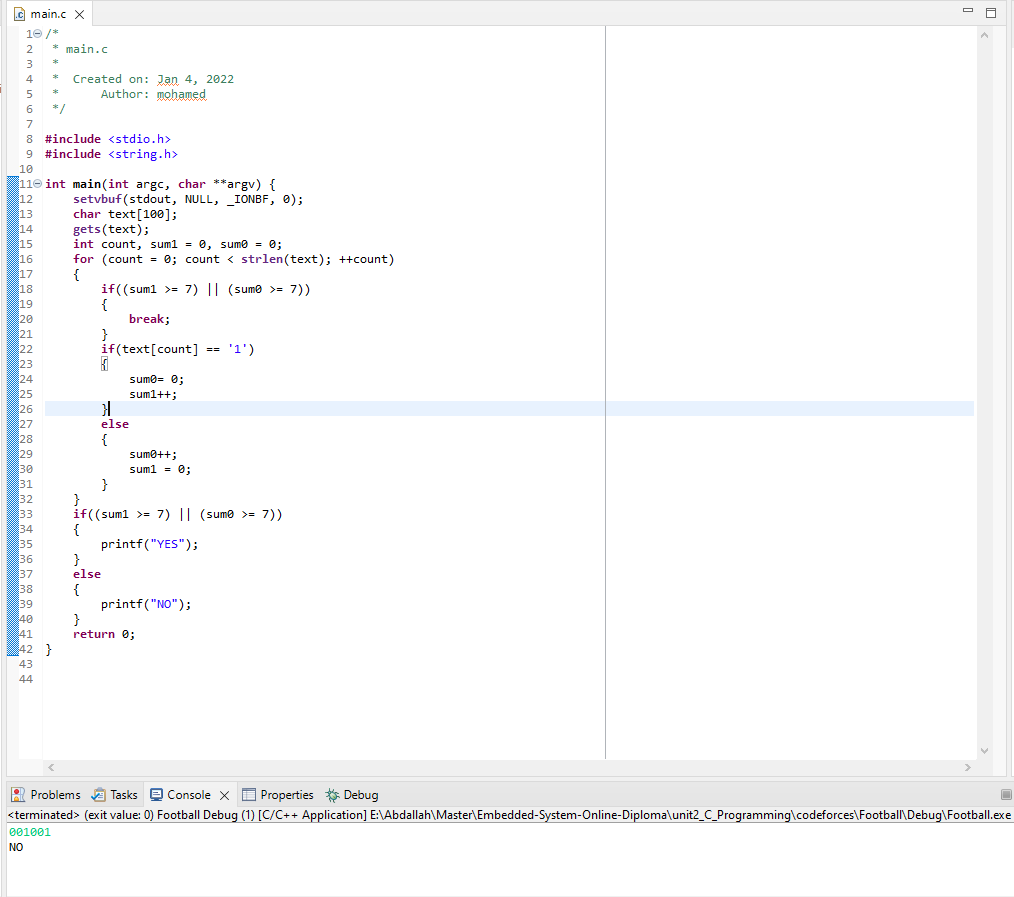 main.c
1 /*
2  * main.c
3  *
4  *  Created on: Jan 4, 2022
5  *      Author: mohamed
6  */
7
8 #include <stdio.h>
9 #include <string.h>
10
11 int main(int argc, char **argv) {
12     setvbuf(stdout, NULL, _IONBF, 0);
13     char text[100];
14     gets(text);
15     int count, sum1 = 0, sum0 = 0;
16     for (count = 0; count < strlen(text); ++count)
17     {
18         if((sum1 >= 7) || (sum0 >= 7))
19         {
20             break;
21         }
22         if(text[count] == '1')
23         {
24             sum0= 0;
25             sum1++;
26         }
27         else
28         {
29             sum0++;
30             sum1 = 0;
31         }
32     }
33     if((sum1 >= 7) || (sum0 >= 7))
34     {
35         printf("YES");
36     }
37     else
38     {
39         printf("NO");
40     }
41     return 0;
42 }
43
44
Problems Tasks Console Properties Debug
<terminated> (exit value: 0) Football Debug (1) [C/C++ Application] E:\Abdallah\Master\Embedded-System-Online-Diploma\unit2_C_Programming\codeforces\Football\Debug\Football.exe
001001
NO